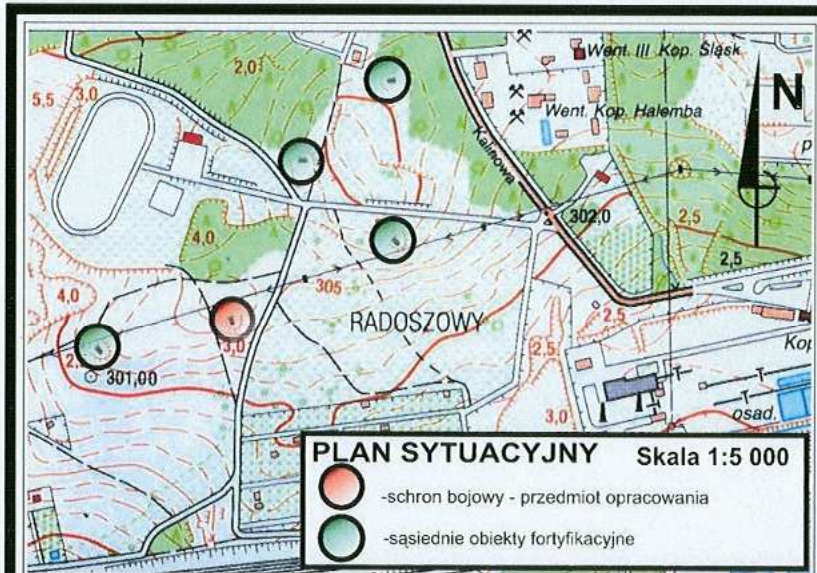 Went. III Kop. Śląsk
2,0
5,5
3,0
N
Went. Kop. Halemba
Kalinowa
p
302,0
2,5
4,0
2,5
4,0
305
RADOSZOWY
2,5
2,5
3,0
Kop
301,00
3,0
osad.
PLAN SYTUACYJNY Skala 1:5 000
-schron bojowy - przedmiot opracowania
-sąsiednie obiekty fortyfikacyjne